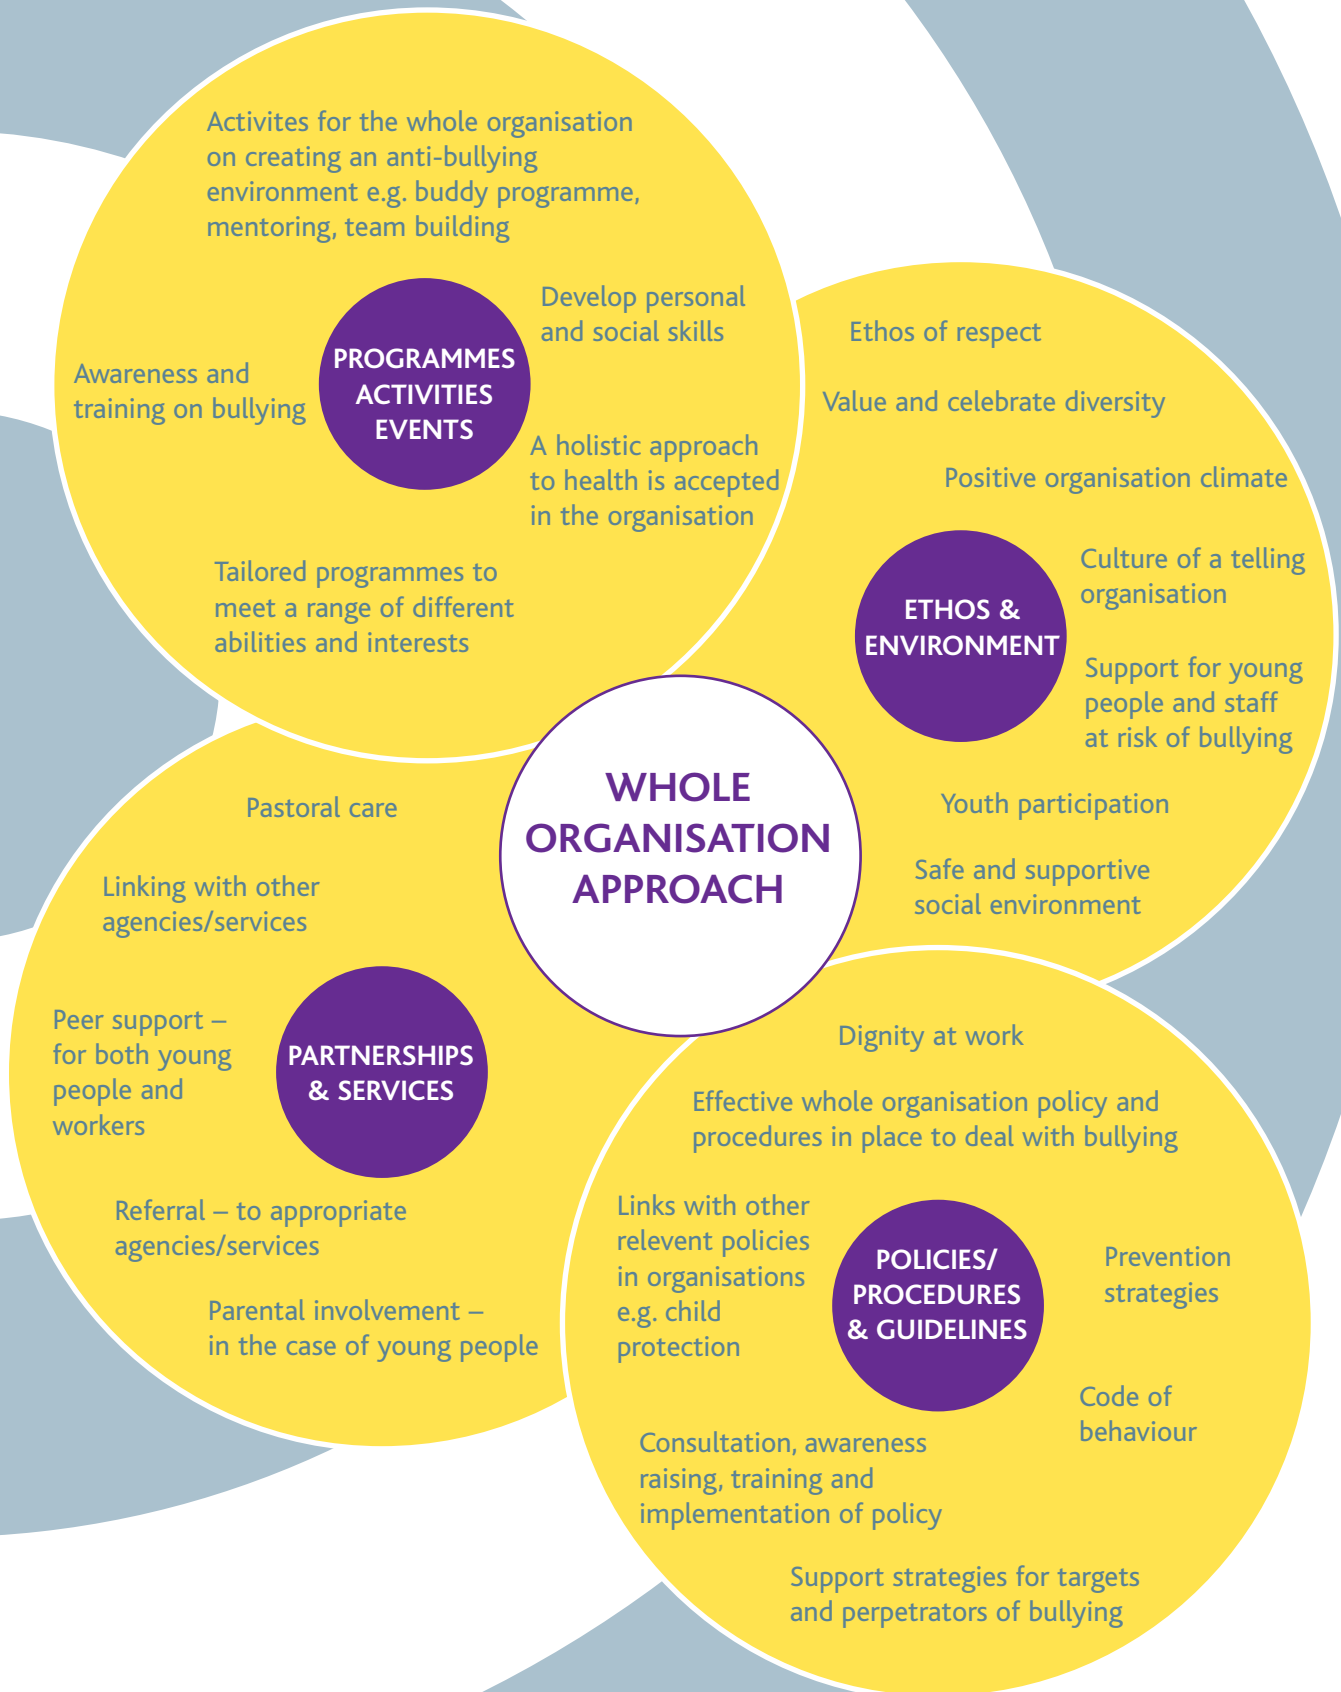 Activites for the whole organisation
on creating an anti-bullying
environment e.g. buddy programme,
mentoring, team building
Develop personal
and social skills
PROGRAMMES
ACTIVITIES
EVENTS
Awareness and
training on bullying
A holistic approach
to health is accepted
in the organisation
Tailored programmes to
meet a range of different
abilities and interests
Ethos of respect
Value and celebrate diversity
Positive organisation climate
Culture of a telling
organisation
ETHOS &
ENVIRONMENT
Support for young
people and staff
at risk of bullying
Youth participation
Safe and supportive
social environment
WHOLE
ORGANISATION
APPROACH
Pastoral care
Linking with other
agencies/services
Peer support –
for both young
people and
workers
PARTNERSHIPS
& SERVICES
Referral – to appropriate
agencies/services
Parental involvement –
in the case of young people
Dignity at work
Effective whole organisation policy and
procedures in place to deal with bullying
Links with other
relevent policies
in organisations
e.g. child
protection
POLICIES/
PROCEDURES
& GUIDELINES
Prevention
strategies
Code of
behaviour
Consultation, awareness
raising, training and
implementation of policy
Support strategies for targets
and perpetrators of bullying